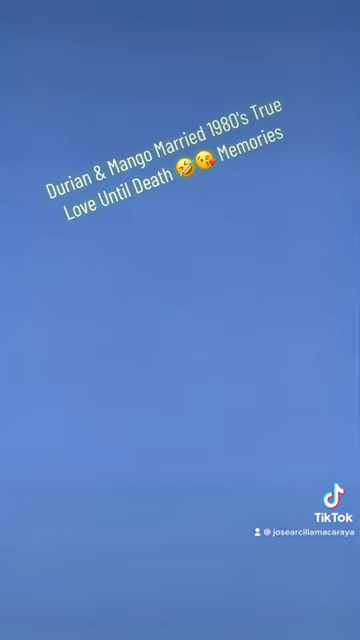 Durian & Mango Married 1980's True
Love Until Death 🤣😘 Memories
TikTok
@ josearcillamacaraya